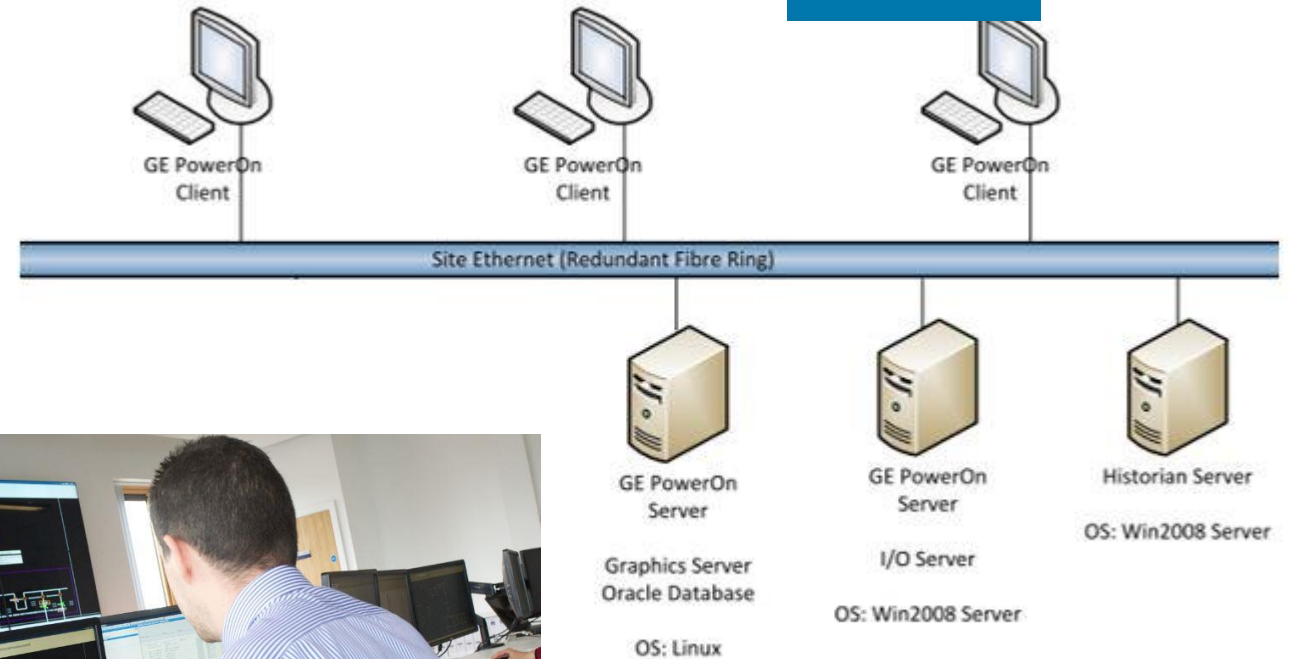 GE PowerOn
Client
GE PowerOn
Client
GE PowerOn
Client
Site Ethernet (Redundant Fibre Ring)
GE PowerOn
Server
Graphics Server
Oracle Database
OS: Linux
GE PowerOn
Server
I/O Server
OS: Win2008 Server
Historian Server
OS: Win2008 Server